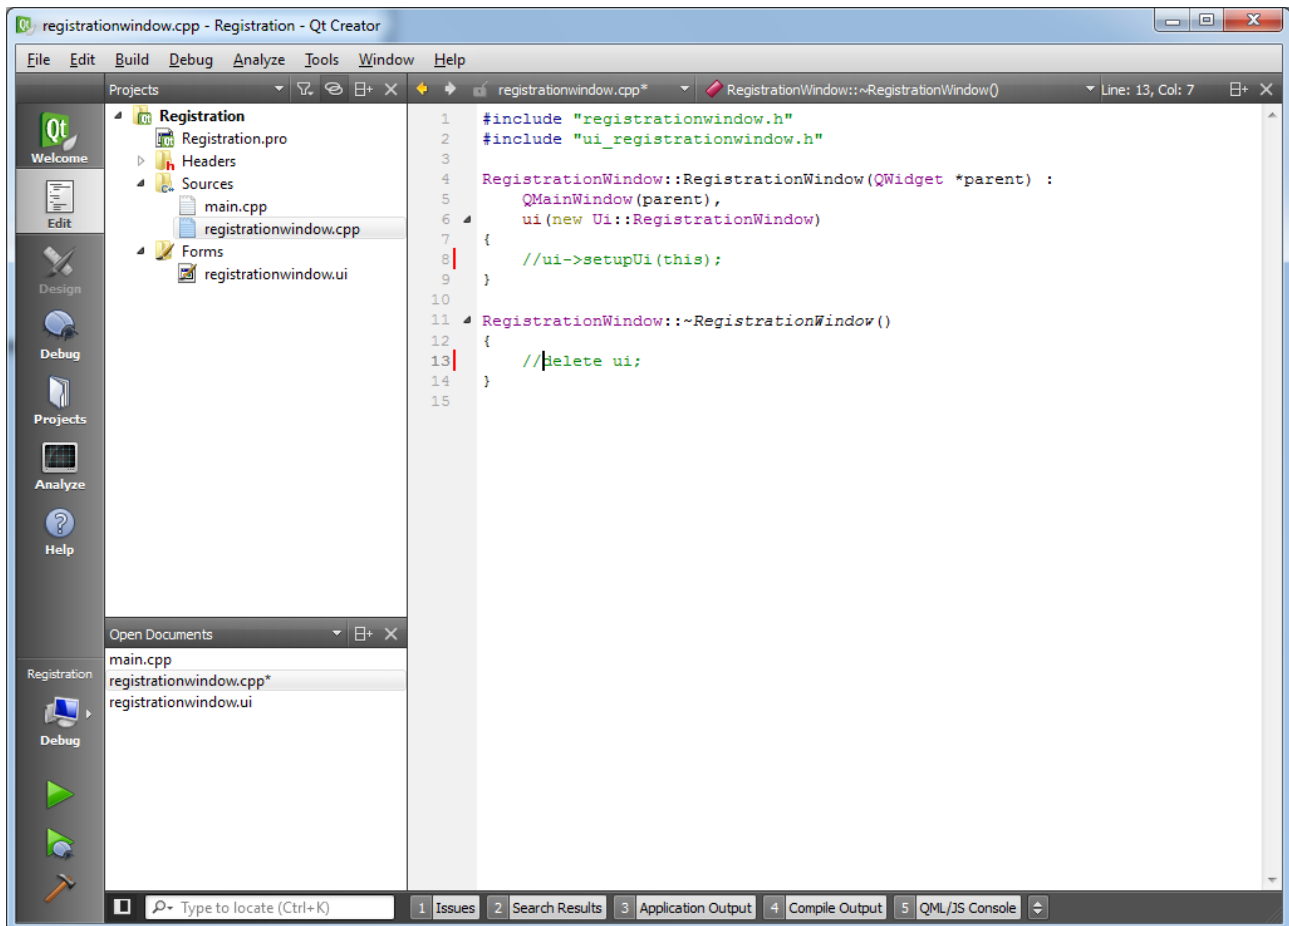 registrationwindow.cpp - Registration - Qt Creator
File Edit Build Debug Analyze Tools Window Help
Projects
registrationwindow.cpp* RegistrationWindow::~RegistrationWindow() Line: 13, Col: 7
Welcome
Edit
Design
Debug
Projects
Analyze
Help
Registration
Debug
Registration
Registration.pro
Headers
Sources
main.cpp
registrationwindow.cpp
Forms
registrationwindow.ui
Open Documents
main.cpp
registrationwindow.cpp*
registrationwindow.ui
1 #include "registrationwindow.h"
2 #include "ui_registrationwindow.h"
3
4 RegistrationWindow::RegistrationWindow(QWidget *parent) :
5 QMainWindow(parent),
6 ui(new Ui::RegistrationWindow)
7 {
8 //ui->setupUi(this);
9 }
10
11 RegistrationWindow::~RegistrationWindow()
12 {
13 //delete ui;
14 }
15
Type to locate (Ctrl+K) 1 Issues 2 Search Results 3 Application Output 4 Compile Output 5 QML/JS Console